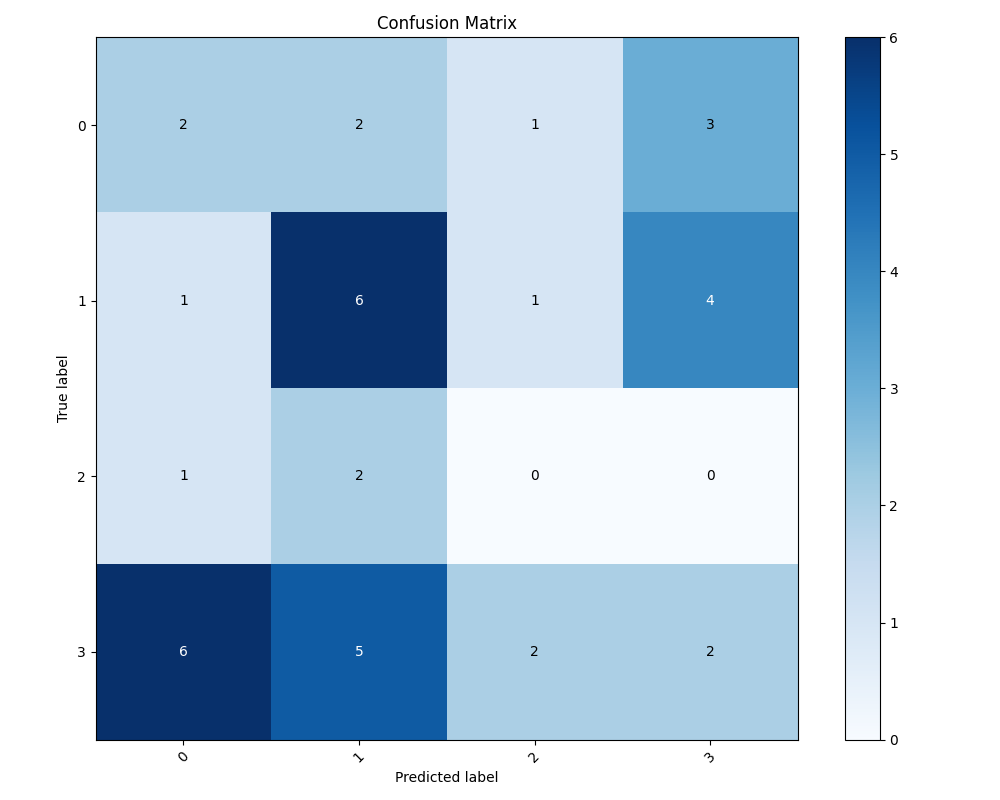 Confusion Matrix
0 2 2 1 3
1 1 6 1 4
2 1 2 0 0
3 6 5 2 2
0 1 2 3
Predicted label
True label
6
5
4
3
2
1
0